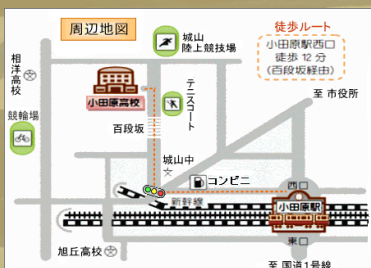 周辺地図
城山
陸上競技場
徒歩ルート
小田原駅西口
徒歩 12 分
(百段坂経由)
相洋高校
小田原高校
テニスコート
至 市役所
競輪場
百段坂
城山中
コンビニ
西口
新幹線
小田原駅
東口
旭丘高校
至 国道1号線